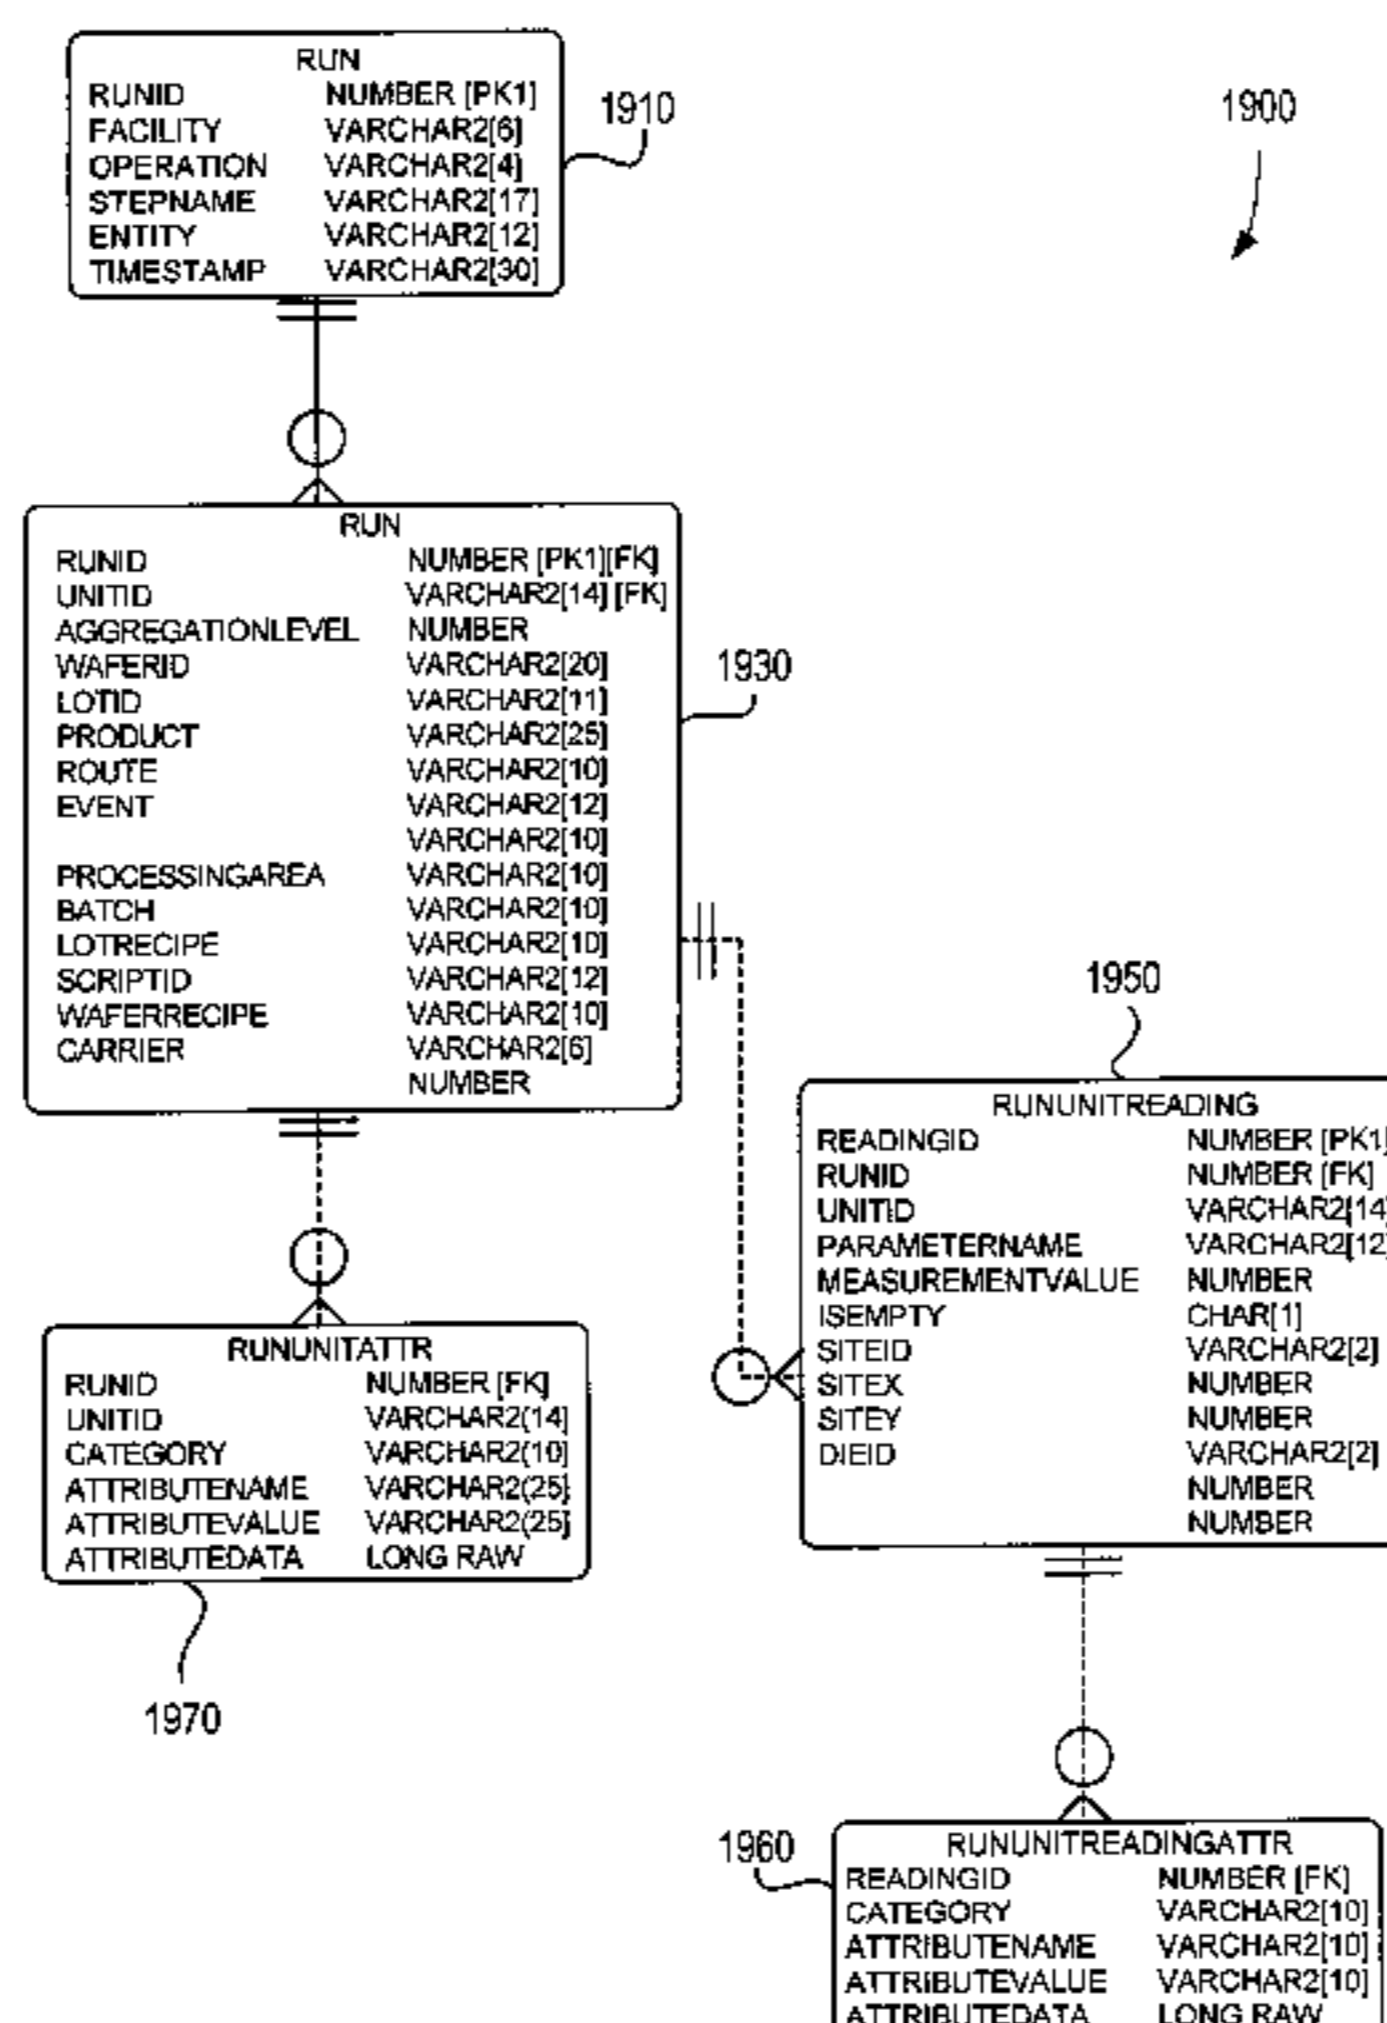 RUN
RUNID NUMBER [PK1]
FACILITY VARCHAR2[6]
OPERATION VARCHAR2[4]
STEPNAME VARCHAR2[17]
ENTITY VARCHAR2[12]
TIMESTAMP VARCHAR2[30]
1910
1900
RUN
RUNID NUMBER [PK1][FK]
UNITID VARCHAR2[14] [FK]
AGGREGATIONLEVEL NUMBER
WAFERID VARCHAR2[20]
LOTID VARCHAR2[11]
PRODUCT VARCHAR2[25]
ROUTE VARCHAR2[10]
EVENT VARCHAR2[12]
VARCHAR2[10]
PROCESSINGAREA VARCHAR2[10]
BATCH VARCHAR2[10]
LOTRECIPE VARCHAR2[10]
SCRIPTID VARCHAR2[12]
WAFERRECIPE VARCHAR2[10]
CARRIER VARCHAR2[6]
NUMBER
1930
1950
RUNUNITREADING
READINGID NUMBER [PK1]
RUNID NUMBER [FK]
UNITID VARCHAR2[14]
PARAMETERNAME VARCHAR2[12]
MEASUREMENTVALUE NUMBER
ISEMPTY CHAR[1]
SITEID VARCHAR2[2]
SITEX NUMBER
SITEY NUMBER
DIEID VARCHAR2[2]
NUMBER
NUMBER
RUNUNITATTR
RUNID NUMBER [FK]
UNITID VARCHAR2(14]
CATEGORY VARCHAR2(10]
ATTRIBUTENAME VARCHAR2(25]
ATTRIBUTEVALUE VARCHAR2(25]
ATTRIBUTEDATA LONG RAW
1970
1960
RUNUNITREADINGATTR
READINGID NUMBER [FK]
CATEGORY VARCHAR2[10]
ATTRIBUTENAME VARCHAR2[10]
ATTRIBUTEVALUE VARCHAR2[10]
ATTRIBUTEDATA LONG RAW